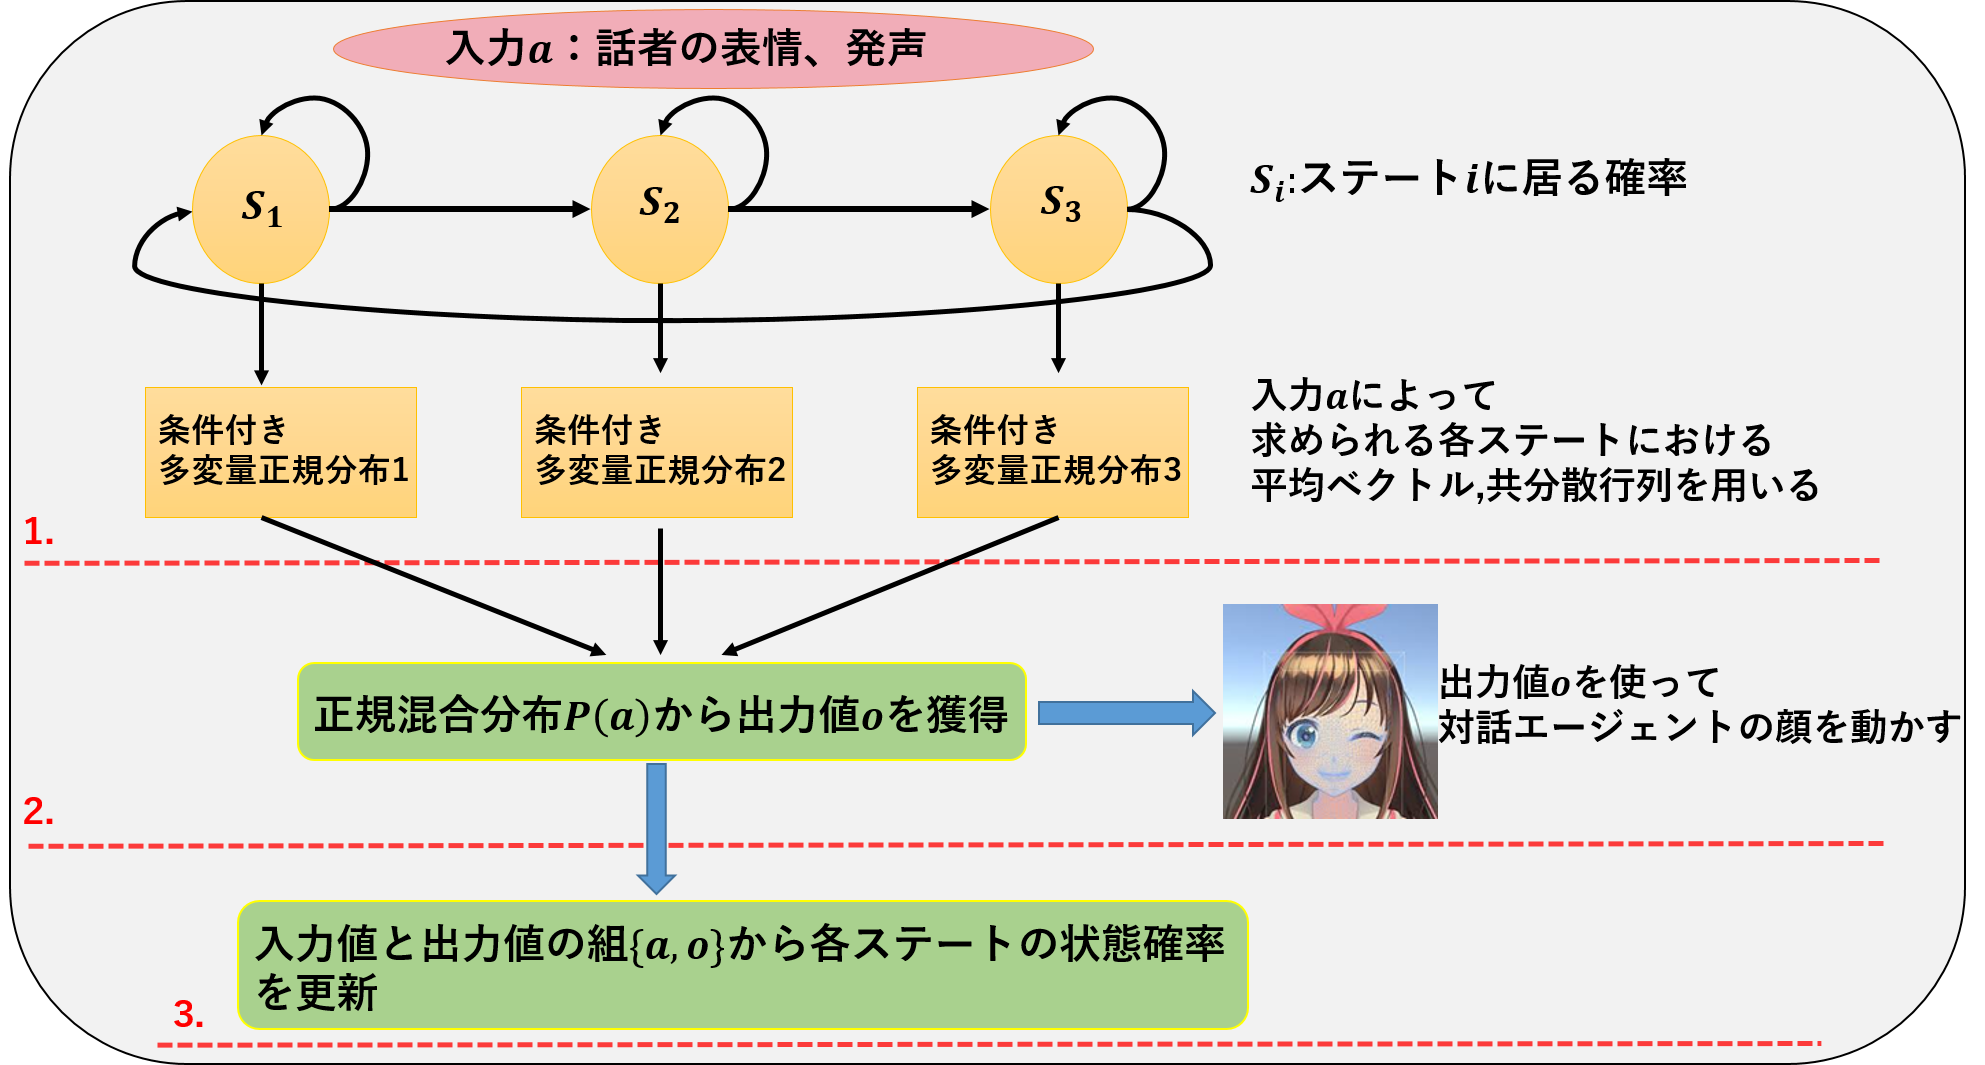 入力a：話者の表情、発声
S1
S2
S3
Si:ステートiに居る確率
条件付き
多変量正規分布1
条件付き
多変量正規分布2
条件付き
多変量正規分布3
入力aによって
求められる各ステートにおける
平均ベクトル,共分散行列を用いる
1.
正規混合分布P(a)から出力値oを獲得
出力値oを使って
対話エージェントの顔を動かす
2.
入力値と出力値の組{a, o}から各ステートの状態確率
を更新
3.